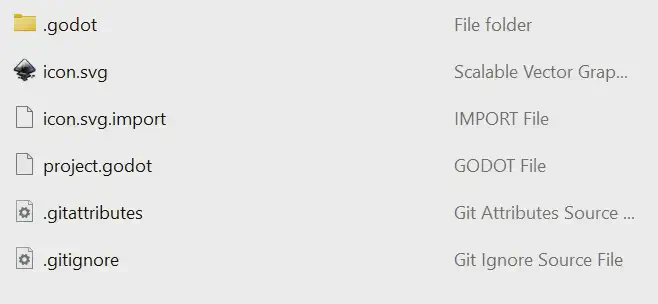 .godot File folder
icon.svg Scalable Vector Grap...
icon.svg.import IMPORT File
project.godot GODOT File
.gitattributes Git Attributes Source ...
.gitignore Git Ignore Source File